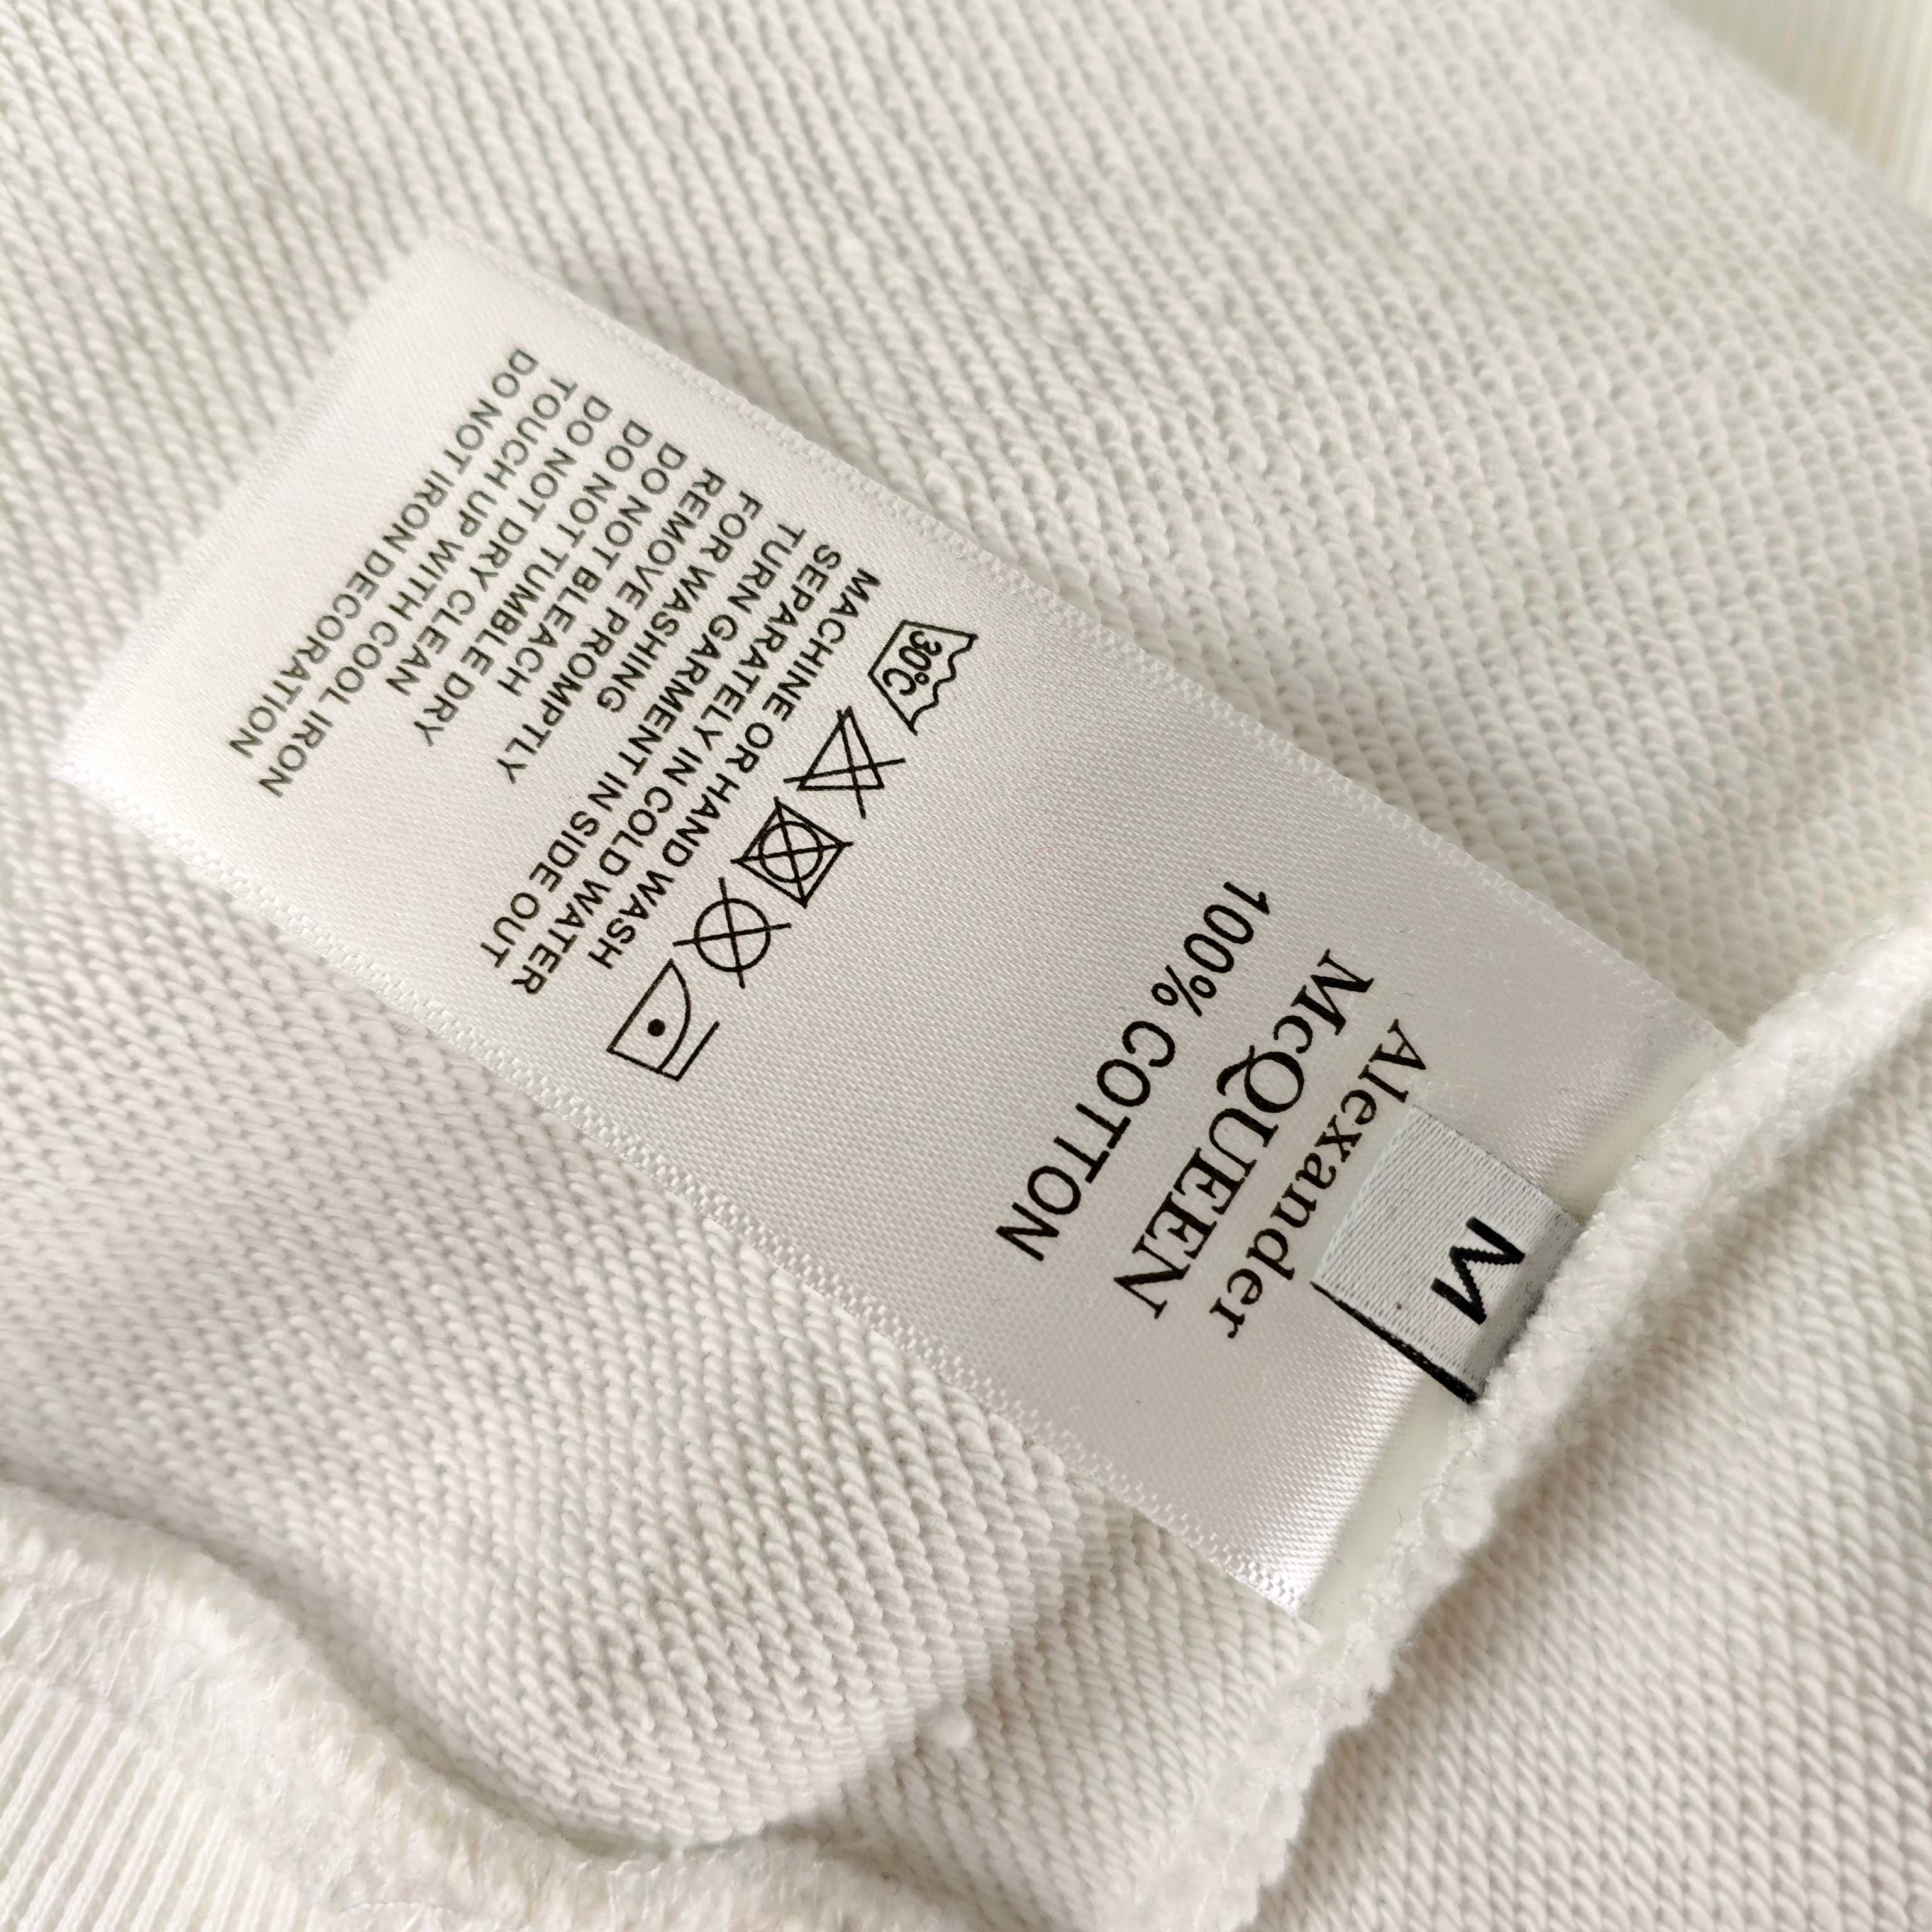 M
Alexander
McQUEEN
100% COTTON
30°C
MACHINE OR HAND WASH
SEPARATELY IN COLD WATER
TURN GARMENT IN SIDE OUT
FOR WASHING
REMOVE PROMPTLY
DO NOT BLEACH
DO NOT TUMBLE DRY
DO NOT DRY CLEAN
TOUCH UP WITH COOL IRON
DO NOT IRON DECORATION